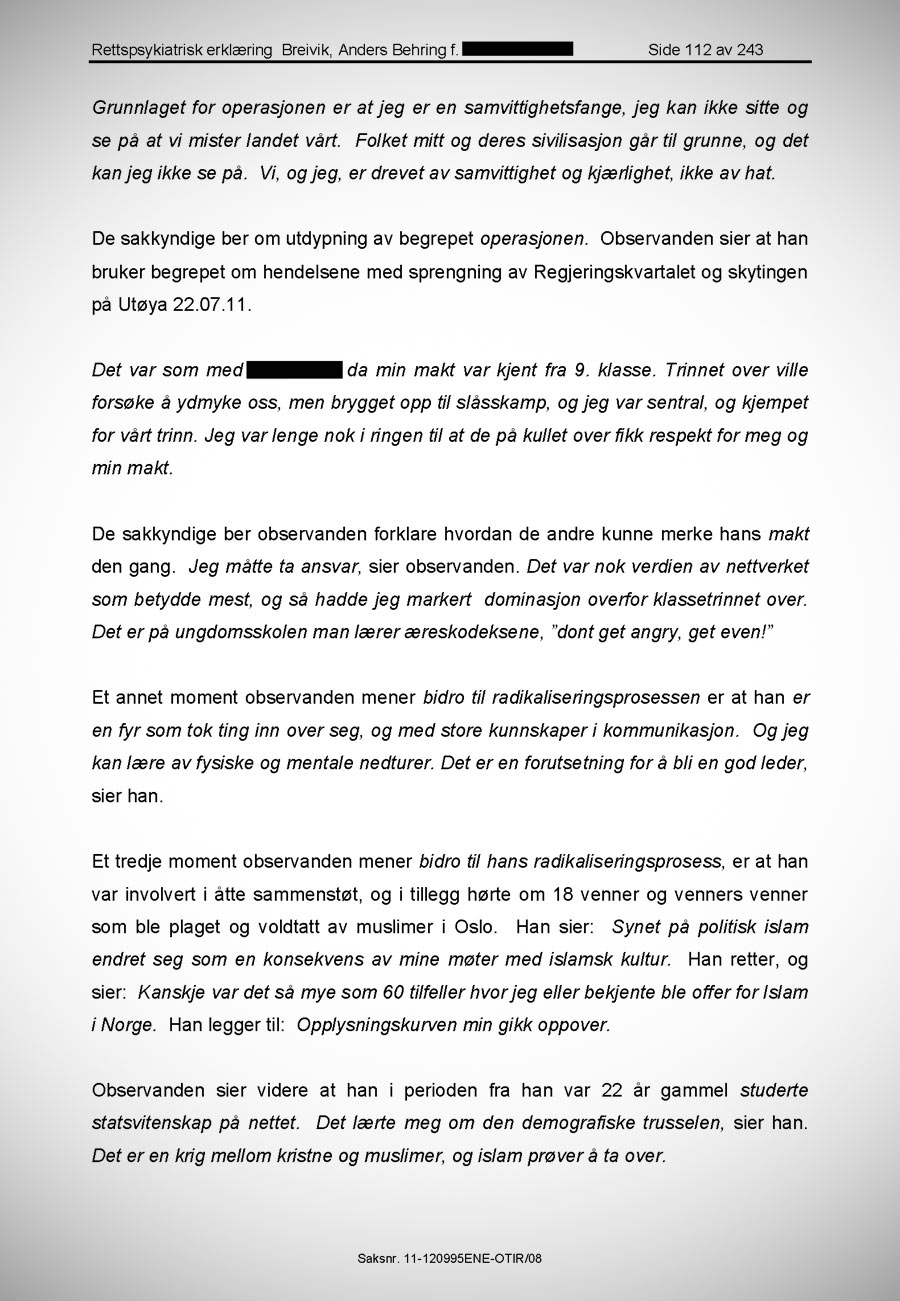 Rettspsykiatrisk erklæring  Breivik, Anders Behring f. Side 112 av 243
Grunnlaget for operasjonen er at jeg er en samvittighetsfange, jeg kan ikke sitte og
se på at vi mister landet vårt.  Folket mitt og deres sivilisasjon går til grunne, og det
kan jeg ikke se på.  Vi, og jeg, er drevet av samvittighet og kjærlighet, ikke av hat.
De sakkyndige ber om utdypning av begrepet operasjonen.  Observanden sier at han
bruker begrepet om hendelsene med sprengning av Regjeringskvartalet og skytingen
på Utøya 22.07.11.
Det var som med da min makt var kjent fra 9. klasse. Trinnet over ville
forsøke å ydmyke oss, men brygget opp til slåsskamp, og jeg var sentral, og kjempet
for vårt trinn. Jeg var lenge nok i ringen til at de på kullet over fikk respekt for meg og
min makt.
De sakkyndige ber observanden forklare hvordan de andre kunne merke hans makt
den gang.  Jeg måtte ta ansvar, sier observanden. Det var nok verdien av nettverket
som betydde mest, og så hadde jeg markert  dominasjon overfor klassetrinnet over.
Det er på ungdomsskolen man lærer æreskodeksene, ”dont get angry, get even!”
Et annet moment observanden mener bidro til radikaliseringsprosessen er at han er
en fyr som tok ting inn over seg, og med store kunnskaper i kommunikasjon.  Og jeg
kan lære av fysiske og mentale nedturer. Det er en forutsetning for å bli en god leder,
sier han.
Et tredje moment observanden mener bidro til hans radikaliseringsprosess, er at han
var involvert i åtte sammenstøt, og i tillegg hørte om 18 venner og venners venner
som ble plaget og voldtatt av muslimer i Oslo.  Han sier:  Synet på politisk islam
endret seg som en konsekvens av mine møter med islamsk kultur.  Han retter, og
sier:  Kanskje var det så mye som 60 tilfeller hvor jeg eller bekjente ble offer for Islam
i Norge.  Han legger til:  Opplysningskurven min gikk oppover.
Observanden sier videre at han i perioden fra han var 22 år gammel studerte
statsvitenskap på nettet.  Det lærte meg om den demografiske trusselen, sier han.
Det er en krig mellom kristne og muslimer, og islam prøver å ta over.
Saksnr. 11-120995ENE-OTIR/08